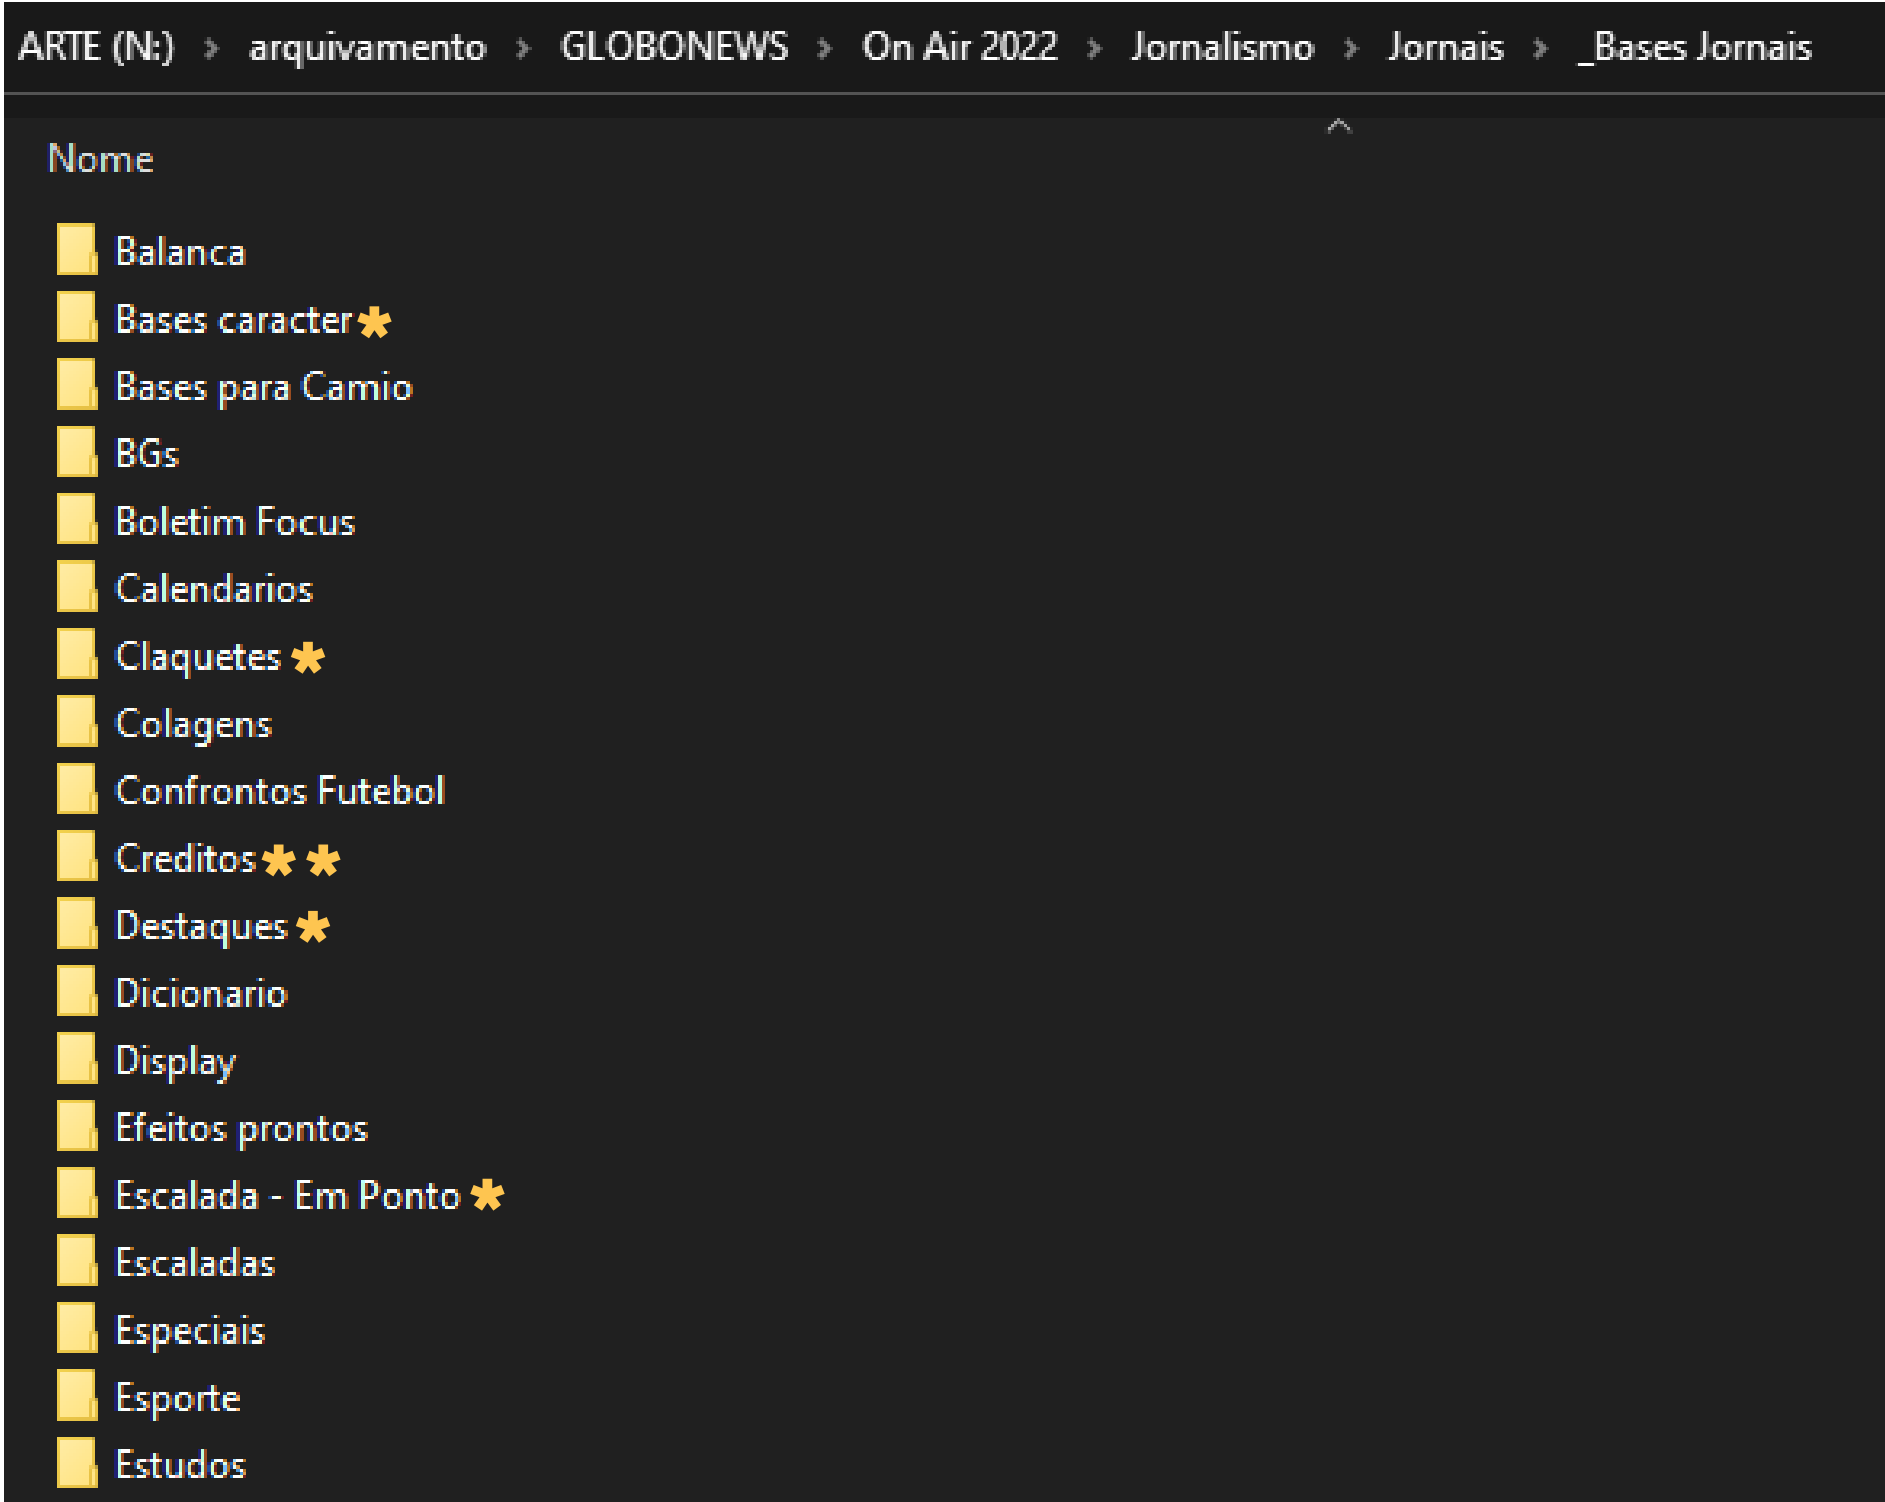 ARTE (N:) › arquivamento › GLOBONEWS › On Air 2022 › Jornalismo › Jornais › _Bases Jornais
Nome
Balanca
Bases caracter*
Bases para Camio
BGs
Boletim Focus
Calendarios
Claquetes *
Colagens
Confrontos Futebol
Creditos* *
Destaques *
Dicionario
Display
Efeitos prontos
Escalada - Em Ponto *
Escaladas
Especiais
Esporte
Estudos